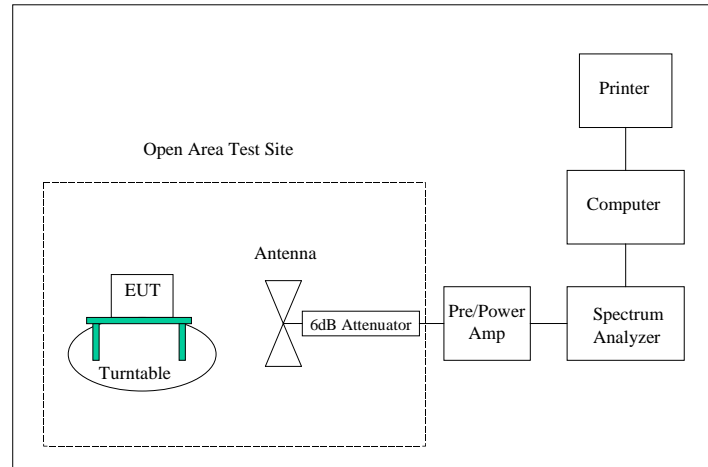 Printer
Open Area Test Site
Computer
Antenna
EUT
6dB Attenuator
Pre/Power
Amp
Spectrum
Analyzer
Turntable